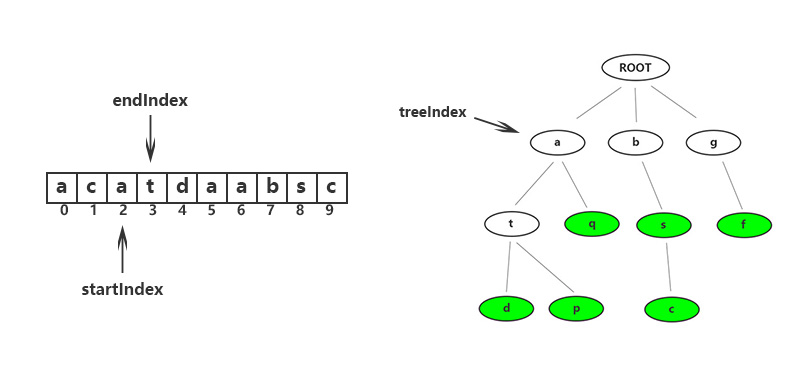 endIndex
a c a t d a a b s c
0 1 2 3 4 5 6 7 8 9
startIndex
ROOT
treeIndex
a b g
t q s f
d p c